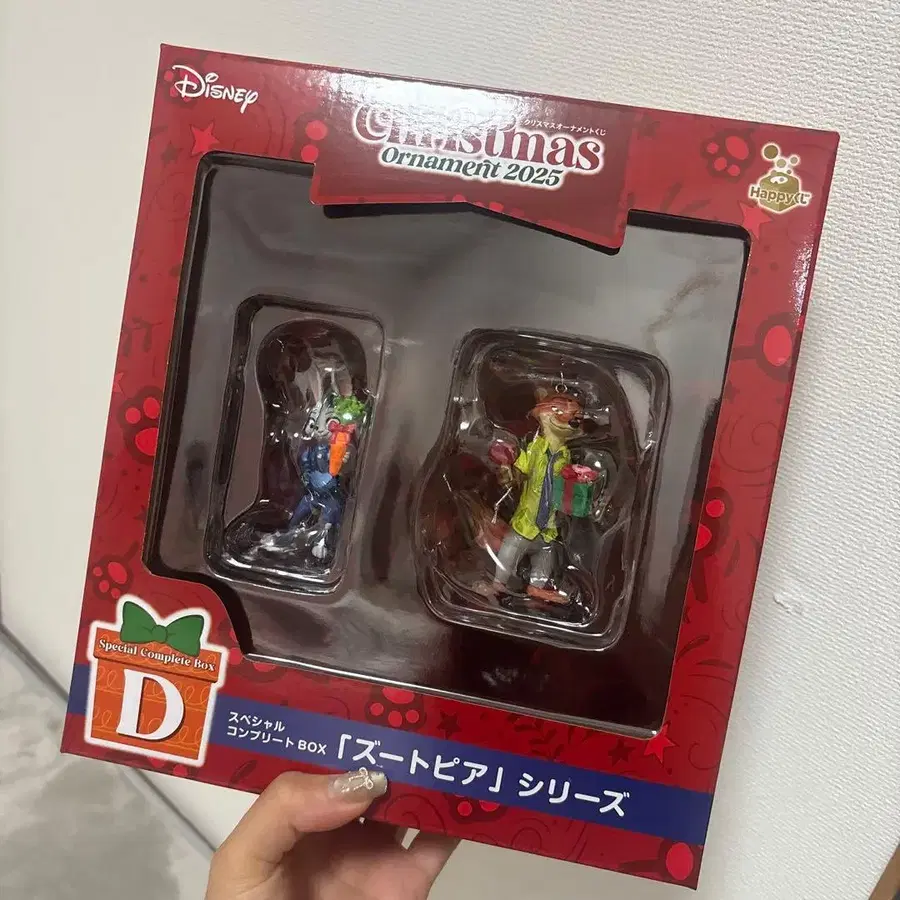 Disney
クリスマスオーナメントくじ
Christmas
Ornament 2025
Happyくじ
Special Complete Box
D
スペシャル
コンプリートBOX
「ズートピア」シリーズ